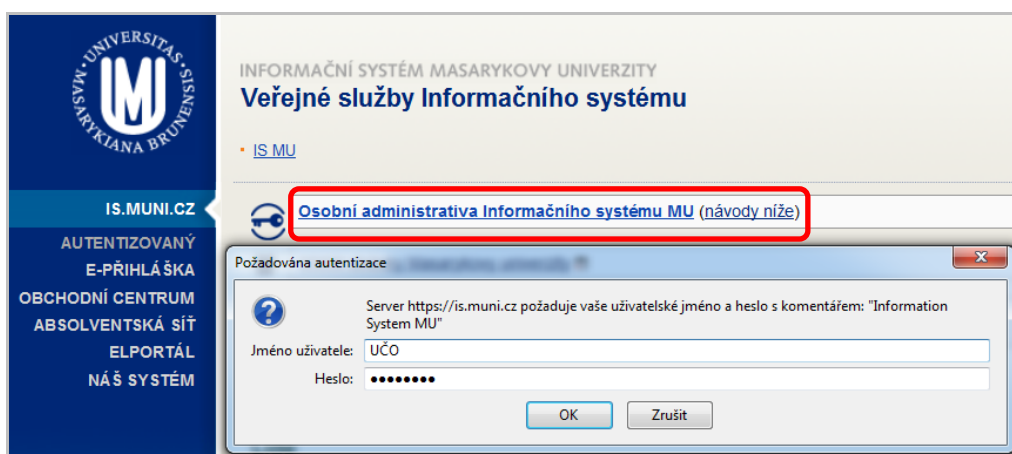 UNIVERSITAS · MASARYKIANA BRUNENSIS ·
INFORMAČNÍ SYSTÉM MASARYKOVY UNIVERZITY
Veřejné služby Informačního systému
IS MU
IS.MUNI.CZ
AUTENTIZOVANÝ
E-PŘIHLÁŠKA
OBCHODNÍ CENTRUM
ABSOLVENTSKÁ SÍŤ
ELPORTÁL
NÁŠ SYSTÉM
Osobní administrativa Informačního systému MU (návody níže)
Požadována autentizace
Server https://is.muni.cz požaduje vaše uživatelské jméno a heslo s komentářem: "Information
System MU"
Jméno uživatele: UČO
Heslo: ●●●●●●●●
OK Zrušit